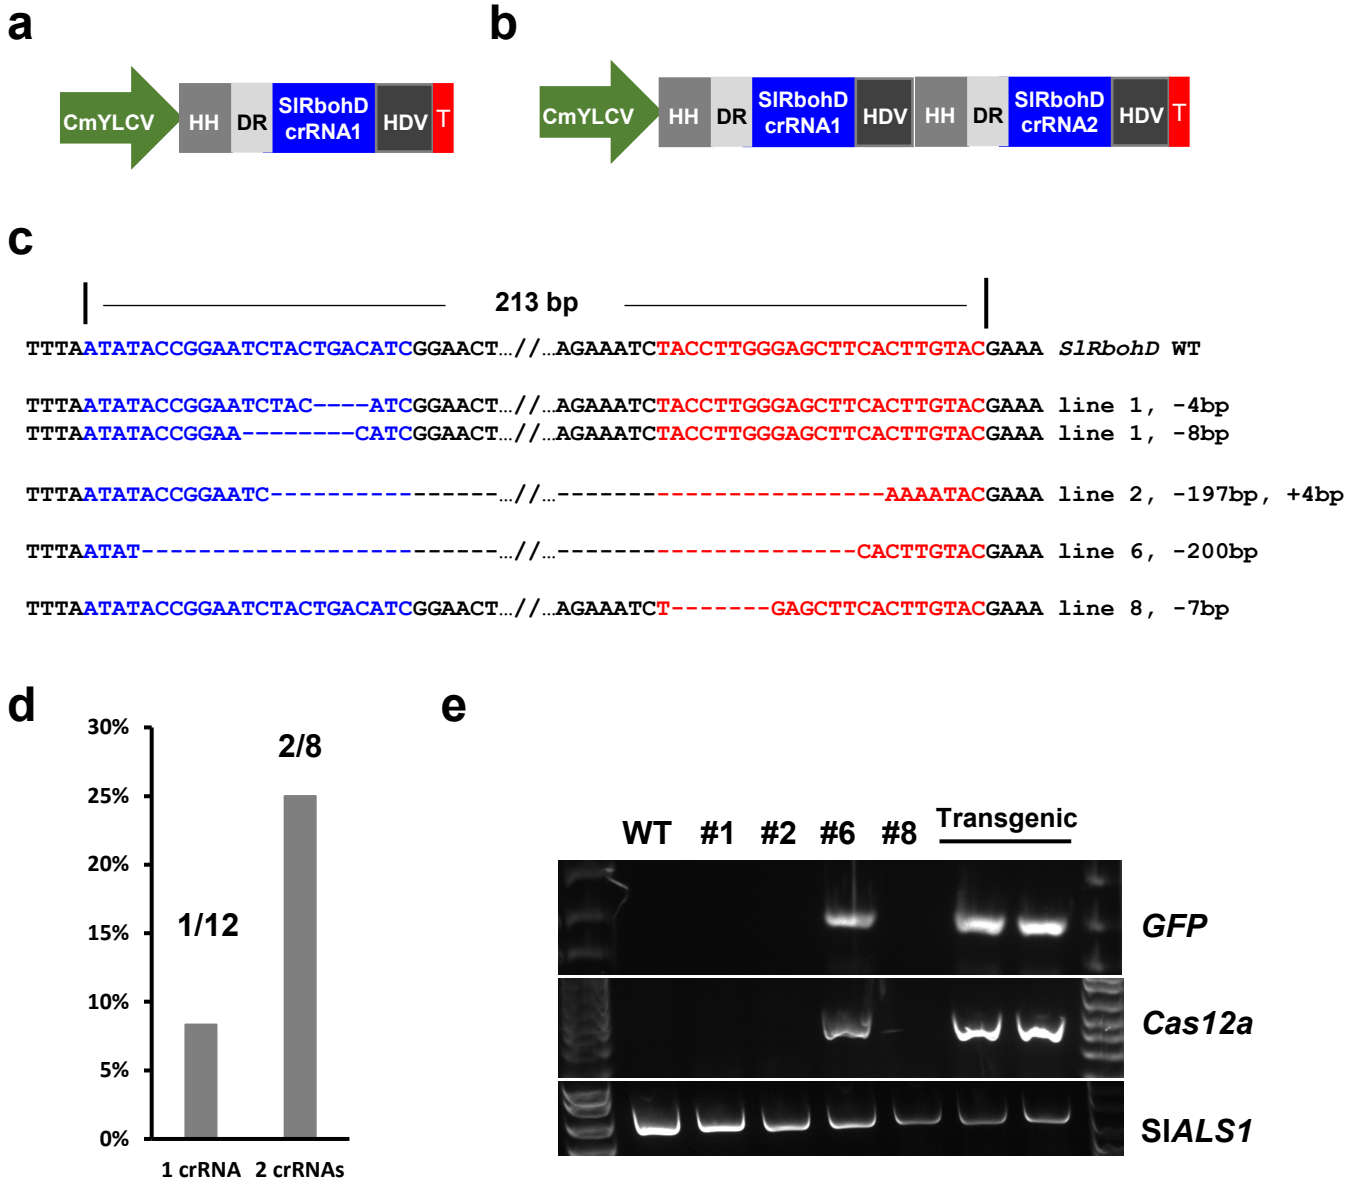 a
b
CmYLCV HH DR SlRbohD crRNA1 HDV T
CmYLCV HH DR SlRbohD crRNA1 HDV HH DR SlRbohD crRNA2 HDV T
c
213 bp
TTTAATATACCGGAATCTACTGACATCGGAACT...//...AGAAATCTACCTTGGGAGCTTCACTTGTACGAAA SlRbohD WT
TTTAATATACCGGAATCTAC----ATCGGAACT...//...AGAAATCTACCTTGGGAGCTTCACTTGTACGAAA line 1, -4bp
TTTAATATACCGGAA--------CATCGGAACT...//...AGAAATCTACCTTGGGAGCTTCACTTGTACGAAA line 1, -8bp
TTTAATATACCGGAATC----------------...//...-----------------------AAAATACGAAA line 2, -197bp, +4bp
TTTAATAT-------------------------...//...---------------------CACTTGTACGAAA line 6, -200bp
TTTAATATACCGGAATCTACTGACATCGGAACT...//...AGAAATCT-------GAGCTTCACTTGTACGAAA line 8, -7bp
d
30%
25%
20%
15%
10%
5%
0%
1/12
2/8
1 crRNA 2 crRNAs
e
WT #1 #2 #6 #8 Transgenic
GFP
Cas12a
SlALS1